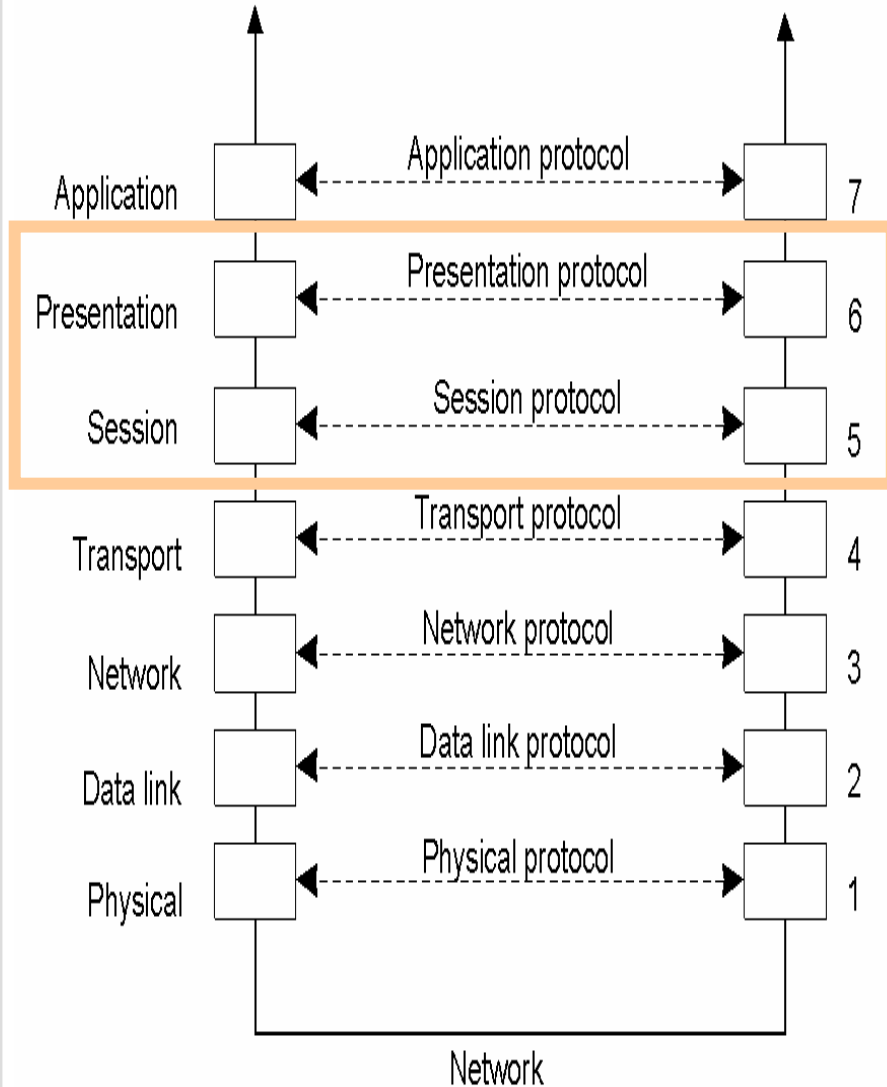 Application protocol
Application
7
Presentation protocol
Presentation
6
Session protocol
Session
5
Transport protocol
Transport
4
Network protocol
Network
3
Data link protocol
Data link
2
Physical protocol
Physical
1
Network